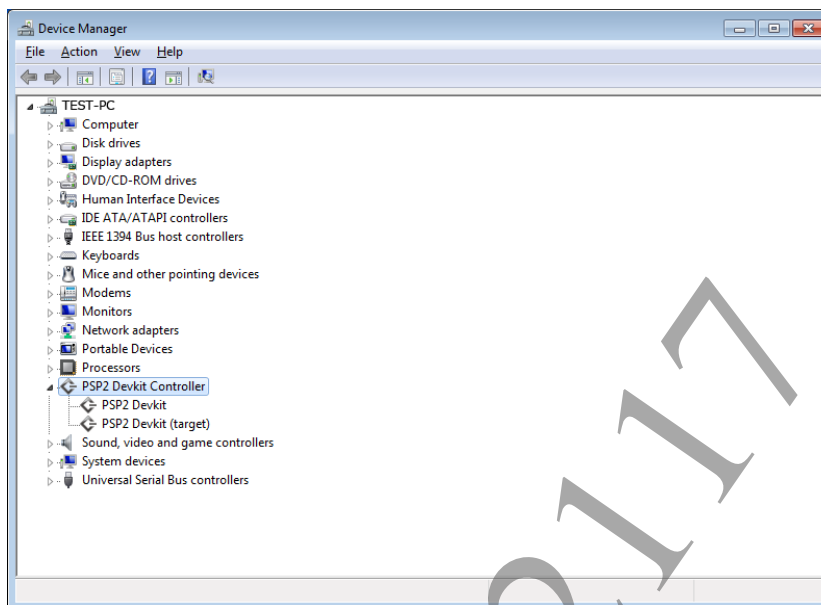 Device Manager
File Action View Help
TEST-PC
Computer
Disk drives
Display adapters
DVD/CD-ROM drives
Human Interface Devices
IDE ATA/ATAPI controllers
IEEE 1394 Bus host controllers
Keyboards
Mice and other pointing devices
Modems
Monitors
Network adapters
Portable Devices
Processors
PSP2 Devkit Controller
PSP2 Devkit
PSP2 Devkit (target)
Sound, video and game controllers
System devices
Universal Serial Bus controllers